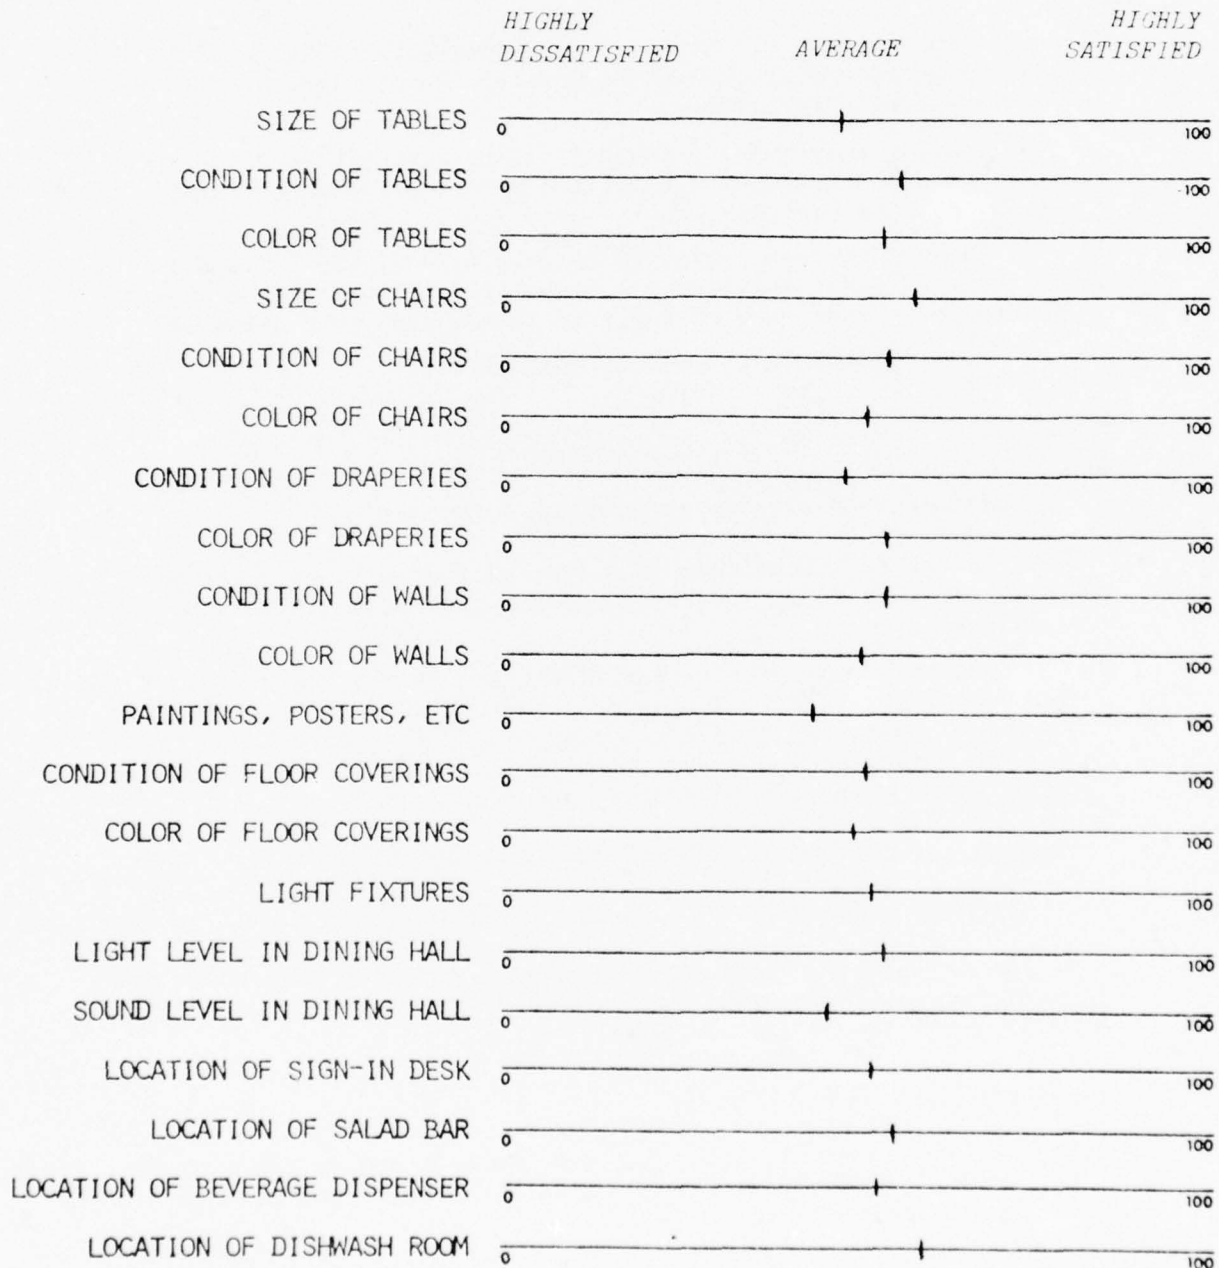 HIGHLY DISSATISFIED AVERAGE HIGHLY SATISFIED
SIZE OF TABLES 0 100
CONDITION OF TABLES 0 100
COLOR OF TABLES 0 100
SIZE OF CHAIRS 0 100
CONDITION OF CHAIRS 0 100
COLOR OF CHAIRS 0 100
CONDITION OF DRAPERIES 0 100
COLOR OF DRAPERIES 0 100
CONDITION OF WALLS 0 100
COLOR OF WALLS 0 100
PAINTINGS, POSTERS, ETC 0 100
CONDITION OF FLOOR COVERINGS 0 100
COLOR OF FLOOR COVERINGS 0 100
LIGHT FIXTURES 0 100
LIGHT LEVEL IN DINING HALL 0 100
SOUND LEVEL IN DINING HALL 0 100
LOCATION OF SIGN-IN DESK 0 100
LOCATION OF SALAD BAR 0 100
LOCATION OF BEVERAGE DISPENSER 0 100
LOCATION OF DISHWASH ROOM 0 100